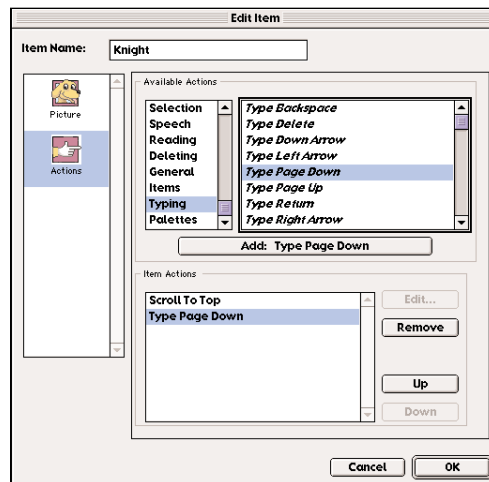 Edit Item
Item Name: Knight
Picture
Actions
Available Actions
Selection
Speech
Reading
Deleting
General
Items
Typing
Palettes
Type Backspace
Type Delete
Type Down Arrow
Type Left Arrow
Type Page Down
Type Page Up
Type Return
Type Right Arrow
Add: Type Page Down
Item Actions
Scroll To Top
Type Page Down
Edit...
Remove
Up
Down
Cancel
OK